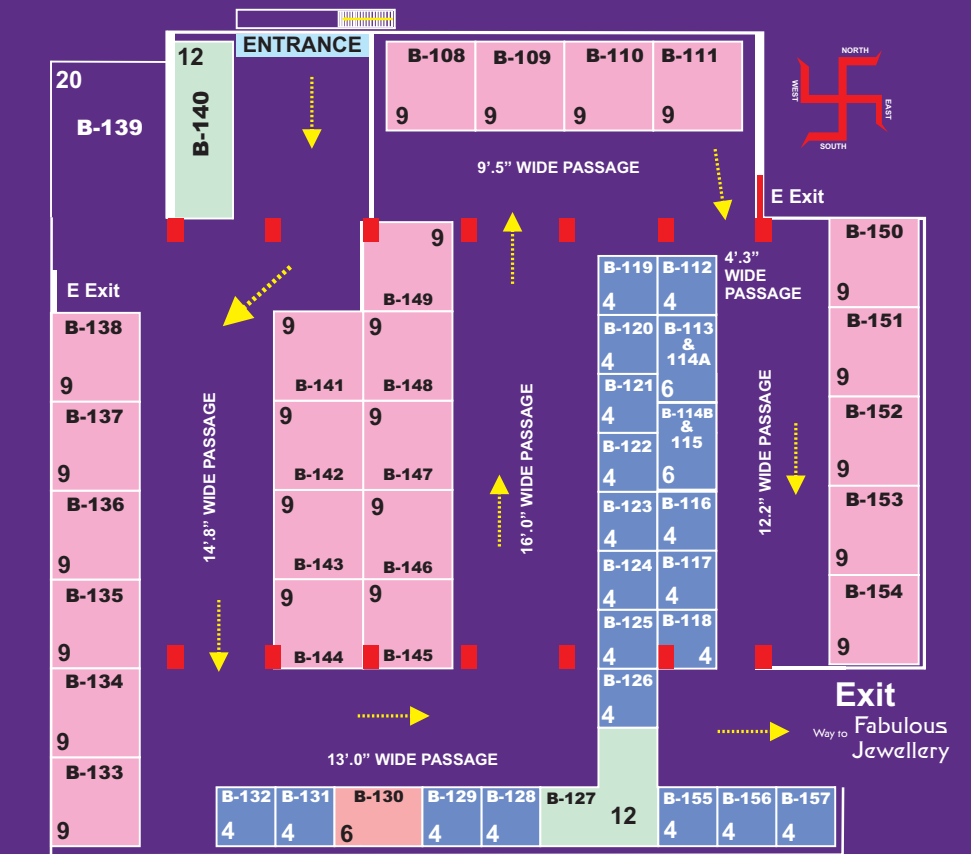 ENTRANCE
12
B-140
20
B-139
B-108
9
B-109
9
B-110
9
B-111
9
NORTH
WEST
EAST
SOUTH
9'.5” WIDE PASSAGE
E Exit
E Exit
4’.3”
WIDE
PASSAGE
B-138
9
B-137
9
B-136
9
B-135
9
B-134
9
B-133
9
14’.8” WIDE PASSAGE
9
B-149
9
B-141
9
B-148
9
B-142
9
B-147
9
B-143
9
B-146
9
B-144
9
B-145
16’.0” WIDE PASSAGE
B-119
4
B-112
4
B-120
4
B-113
&
114A
6
B-121
4
B-114B
&
115
6
B-122
4
B-123
4
B-116
4
B-124
4
B-117
4
B-125
4
B-118
4
B-126
4
12.2” WIDE PASSAGE
B-150
9
B-151
9
B-152
9
B-153
9
B-154
9
Exit
Way to Fabulous
Jewellery
13’.0” WIDE PASSAGE
B-132
4
B-131
4
B-130
6
B-129
4
B-128
4
B-127
12
B-155
4
B-156
4
B-157
4